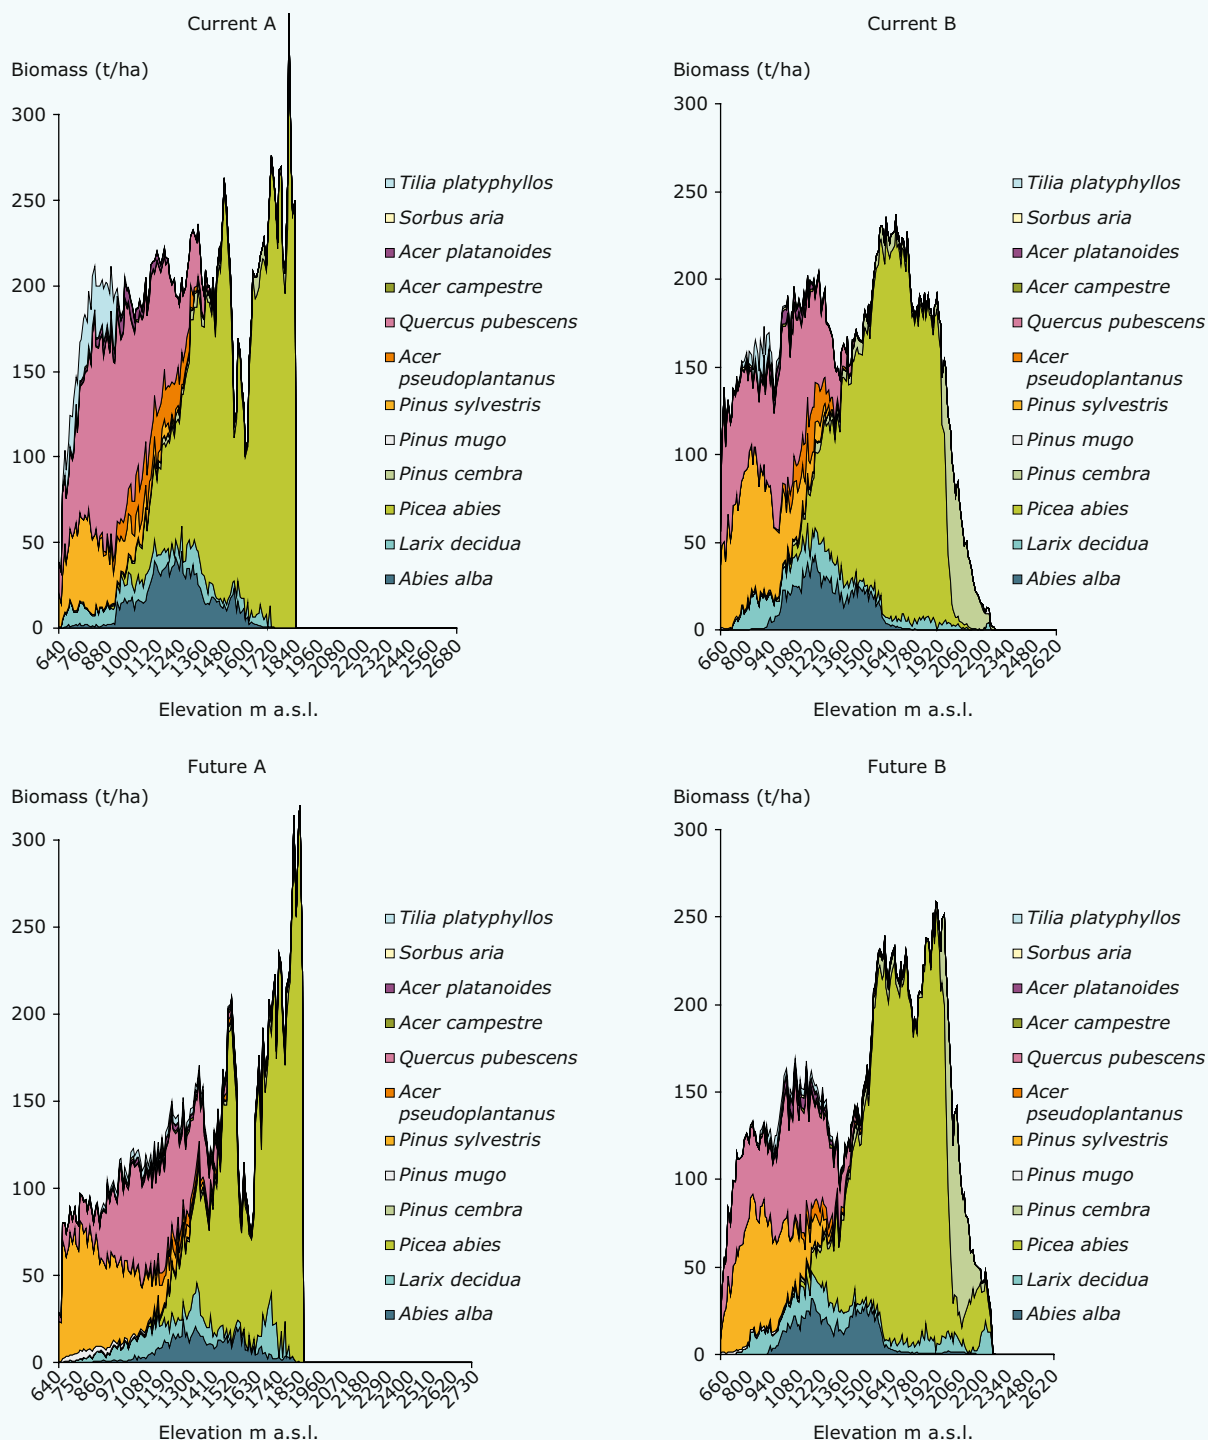 Current A
Biomass (t/ha)
300
250
200
150
100
50
0
640
760
880
1000
1120
1240
1360
1480
1600
1720
1840
1960
2080
2200
2320
2440
2560
2680
Elevation m a.s.l.
Tilia platyphyllos
Sorbus aria
Acer platanoides
Acer campestre
Quercus pubescens
Acer
pseudoplantanus
Pinus sylvestris
Pinus mugo
Pinus cembra
Picea abies
Larix decidua
Abies alba
Current B
Biomass (t/ha)
300
250
200
150
100
50
0
660
800
940
1080
1220
1360
1500
1640
1780
1920
2060
2200
2340
2480
2620
Elevation m a.s.l.
Tilia platyphyllos
Sorbus aria
Acer platanoides
Acer campestre
Quercus pubescens
Acer
pseudoplantanus
Pinus sylvestris
Pinus mugo
Pinus cembra
Picea abies
Larix decidua
Abies alba
Future A
Biomass (t/ha)
300
250
200
150
100
50
0
640
750
860
970
1080
1190
1300
1410
1520
1630
1740
1850
1960
2070
2180
2290
2400
2510
2620
2730
Elevation m a.s.l.
Tilia platyphyllos
Sorbus aria
Acer platanoides
Acer campestre
Quercus pubescens
Acer
pseudoplantanus
Pinus sylvestris
Pinus mugo
Pinus cembra
Picea abies
Larix decidua
Abies alba
Future B
Biomass (t/ha)
300
250
200
150
100
50
0
660
800
940
1080
1220
1360
1500
1640
1780
1920
2060
2200
2340
2480
2620
Elevation m a.s.l.
Tilia platyphyllos
Sorbus aria
Acer platanoides
Acer campestre
Quercus pubescens
Acer
pseudoplantanus
Pinus sylvestris
Pinus mugo
Pinus cembra
Picea abies
Larix decidua
Abies alba